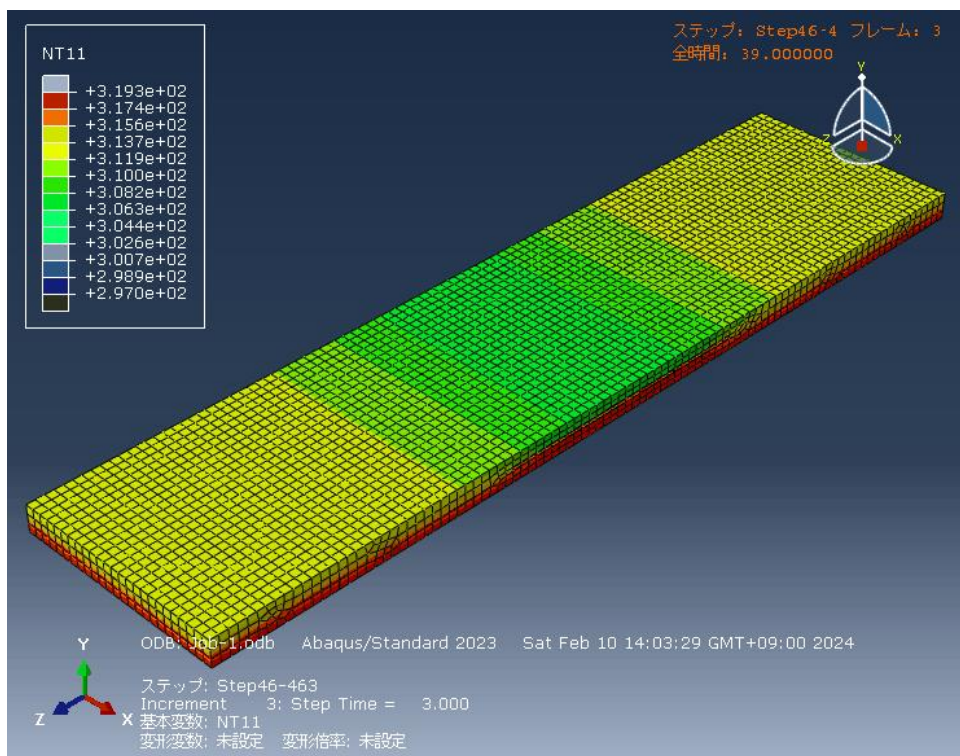 NT11
+3.193e+02
+3.174e+02
+3.156e+02
+3.137e+02
+3.119e+02
+3.100e+02
+3.082e+02
+3.063e+02
+3.044e+02
+3.026e+02
+3.007e+02
+2.989e+02
+2.970e+02
ステップ: Step46-4 フレーム: 3
全時間: 39.000000
Y
Z
X
ODB: Job-1.odb Abaqus/Standard 2023 Sat Feb 10 14:03:29 GMT+09:00 2024
ステップ: Step46-463
Increment 3: Step Time = 3.000
基本変数: NT11
変形変数: 未設定 変形倍率: 未設定
Y
Z
X